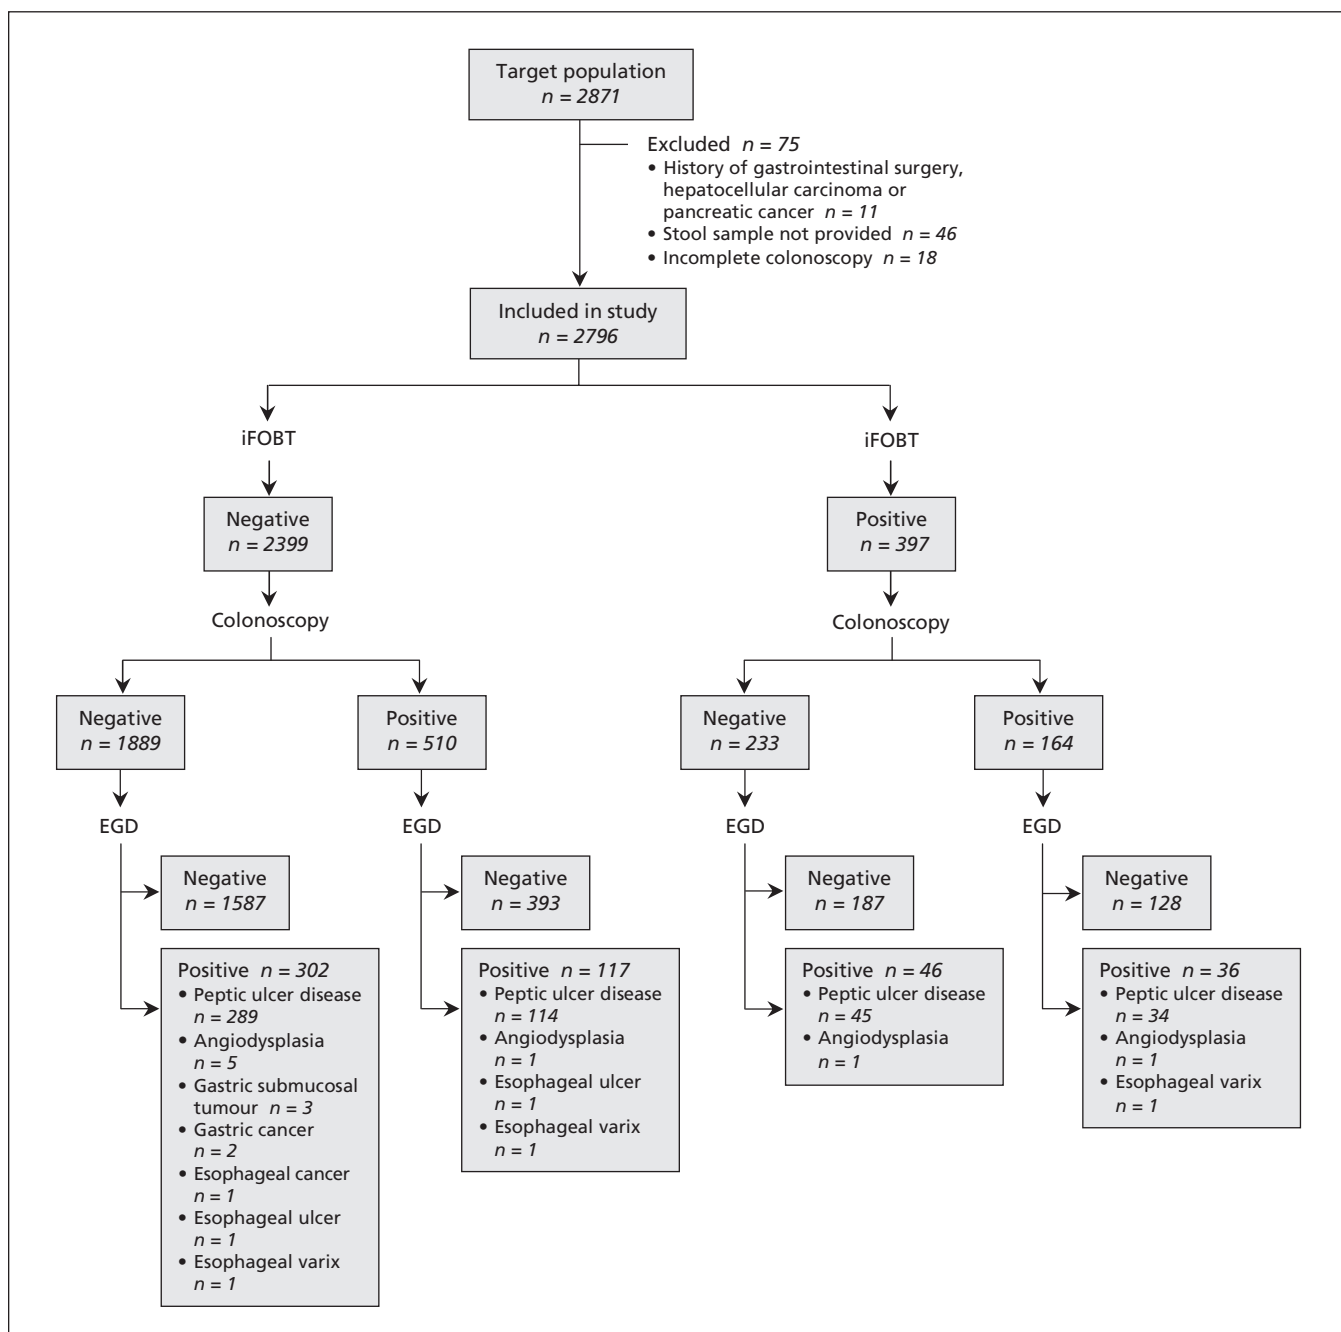 Target population
n = 2871
Excluded n = 75
• History of gastrointestinal surgery,
hepatocellular carcinoma or
pancreatic cancer n = 11
• Stool sample not provided n = 46
• Incomplete colonoscopy n = 18
Included in study
n = 2796
iFOBT
Negative
n = 2399
Colonoscopy
Negative
n = 1889
EGD
Negative
n = 1587
Positive n = 302
• Peptic ulcer disease
n = 289
• Angiodysplasia
n = 5
• Gastric submucosal
tumour n = 3
• Gastric cancer
n = 2
• Esophageal cancer
n = 1
• Esophageal ulcer
n = 1
• Esophageal varix
n = 1
Positive
n = 510
EGD
Negative
n = 393
Positive n = 117
• Peptic ulcer disease
n = 114
• Angiodysplasia
n = 1
• Esophageal ulcer
n = 1
• Esophageal varix
n = 1
iFOBT
Positive
n = 397
Colonoscopy
Negative
n = 233
EGD
Negative
n = 187
Positive n = 46
• Peptic ulcer disease
n = 45
• Angiodysplasia
n = 1
Positive
n = 164
EGD
Negative
n = 128
Positive n = 36
• Peptic ulcer disease
n = 34
• Angiodysplasia
n = 1
• Esophageal varix
n = 1